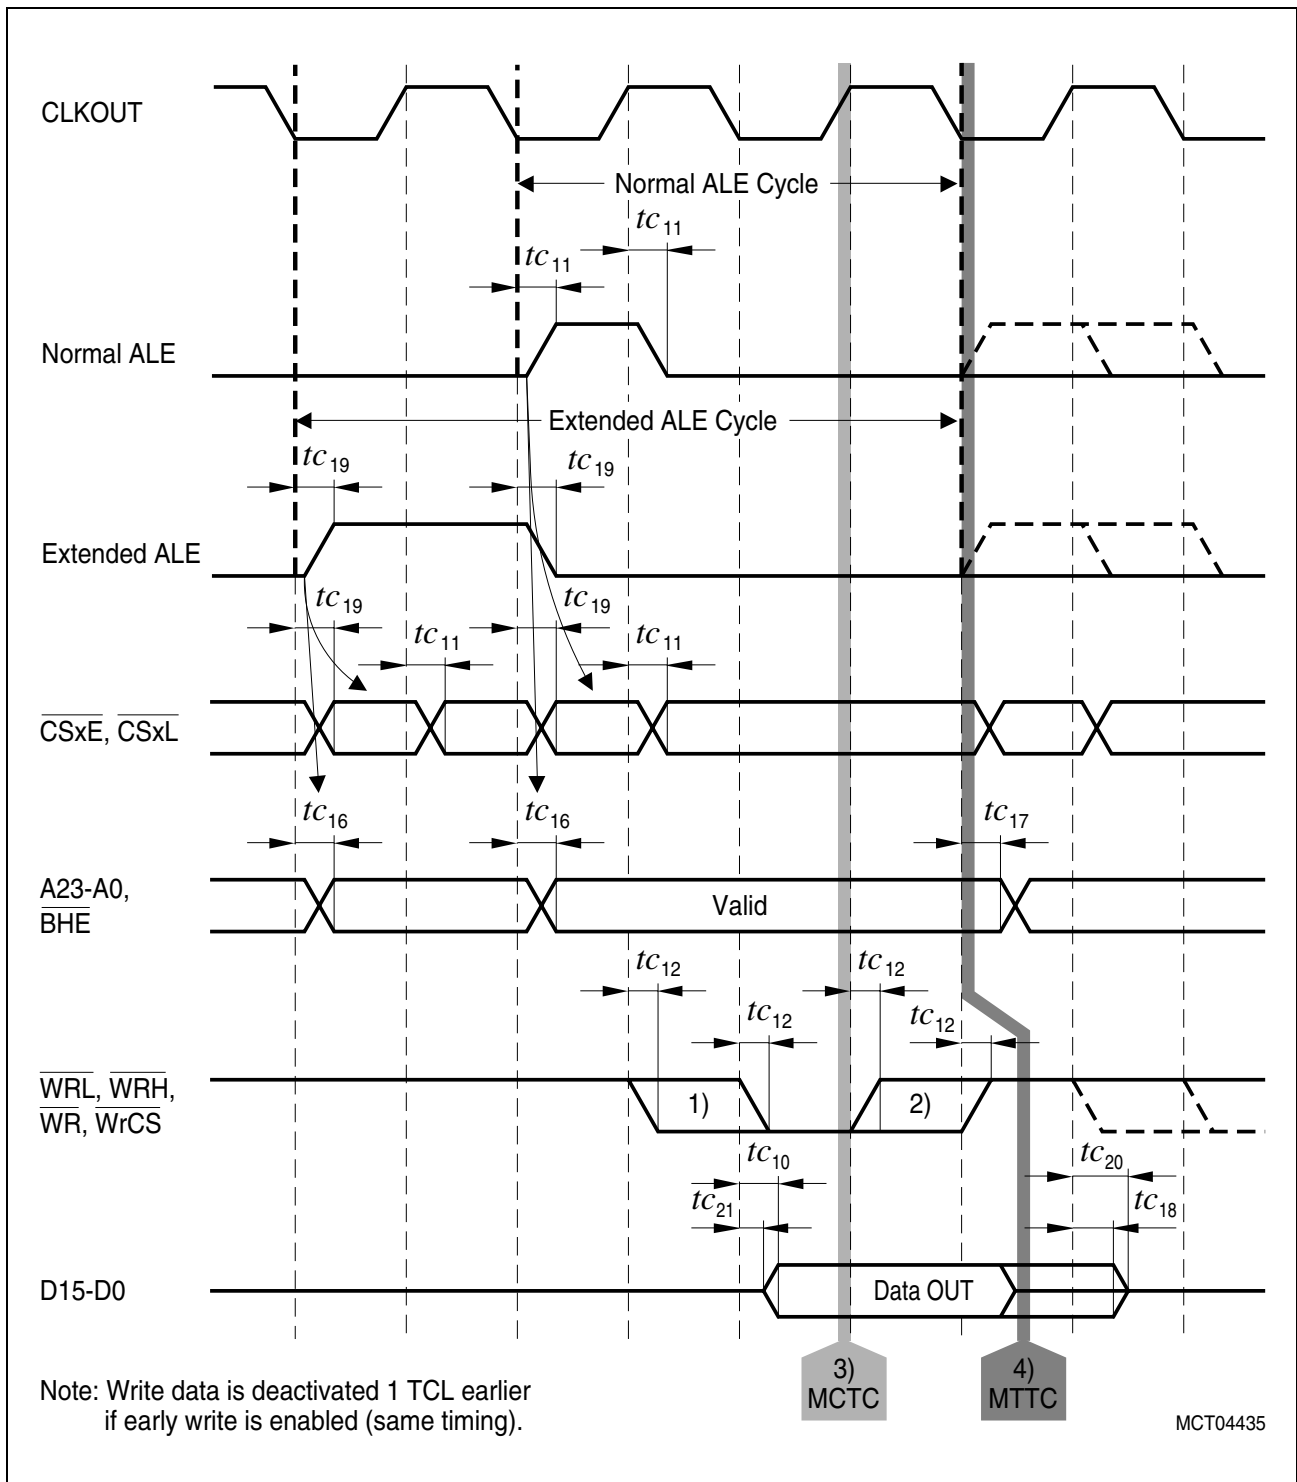 CLKOUT
Normal ALE Cycle
tc11
tc11
Normal ALE
Extended ALE Cycle
tc19
tc19
Extended ALE
tc19
tc19
tc11
tc11
CSxE, CSxL
tc16
tc16
tc17
A23-A0,
BHE
Valid
tc12
tc12
tc12
tc12
WRL, WRH,
WR, WrCS
1)
2)
tc10
tc20
tc21
tc18
D15-D0
Data OUT
3)
MCTC
4)
MTTC
Note: Write data is deactivated 1 TCL earlier
if early write is enabled (same timing).
MCT04435